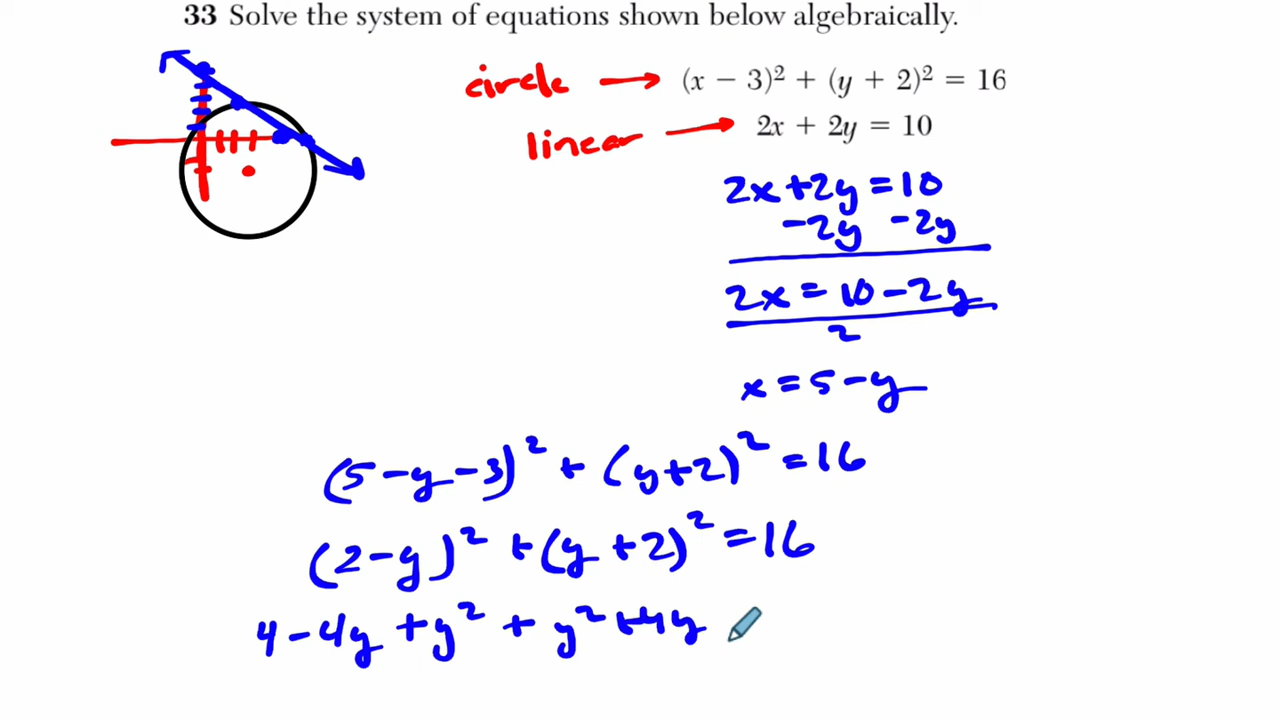 33 Solve the system of equations shown below algebraically.
circle (x − 3)² + (y + 2)² = 16
linear 2x + 2y = 10
2x + 2y = 10
−2y −2y
2x = 10 − 2y
2
x = 5 − y
(5 − y − 3)² + (y + 2)² = 16
(2 − y)² + (y + 2)² = 16
4 − 4y + y² + y² + 4y